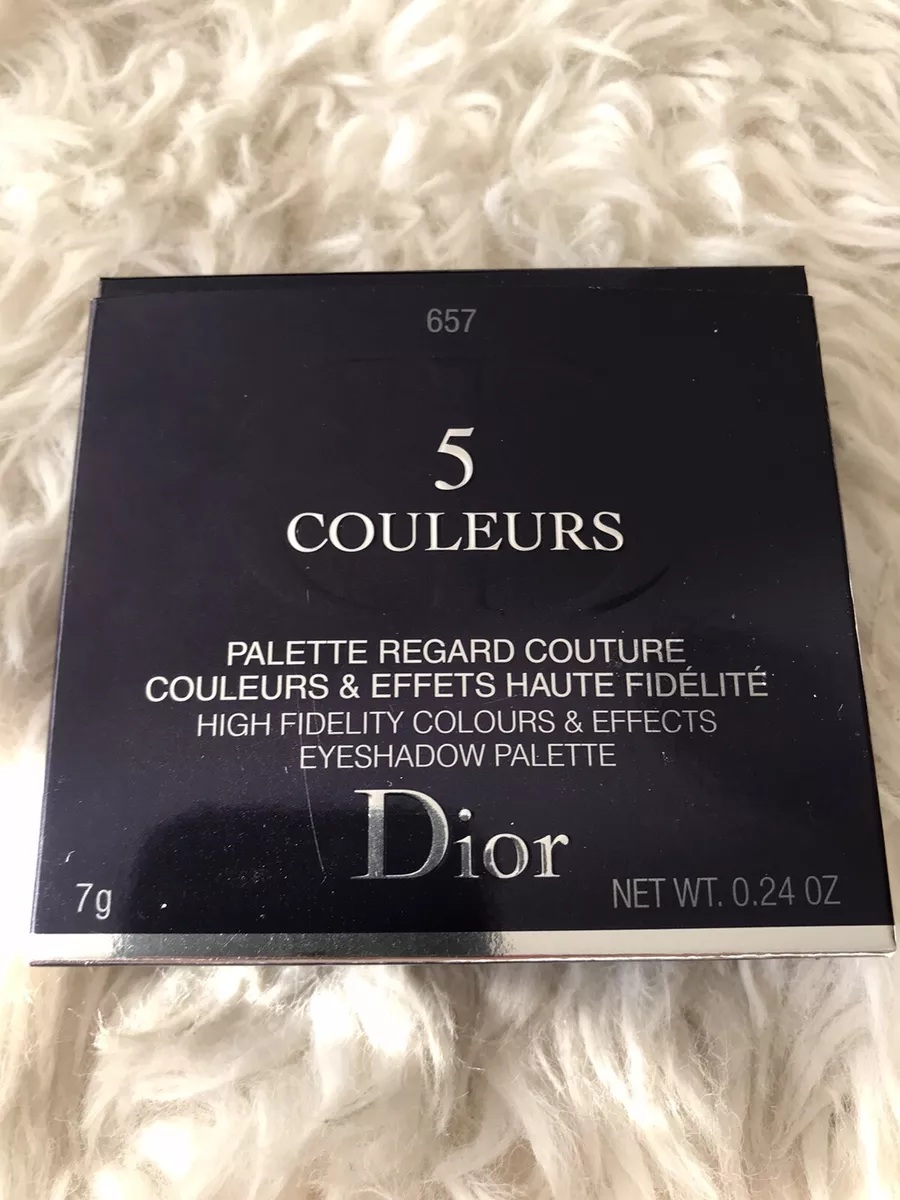 657
5
COULEURS
PALETTE REGARD COUTURE
COULEURS & EFFETS HAUTE FIDÉLITÉ
HIGH FIDELITY COLOURS & EFFECTS
EYESHADOW PALETTE
Dior
7g NET WT. 0.24 OZ